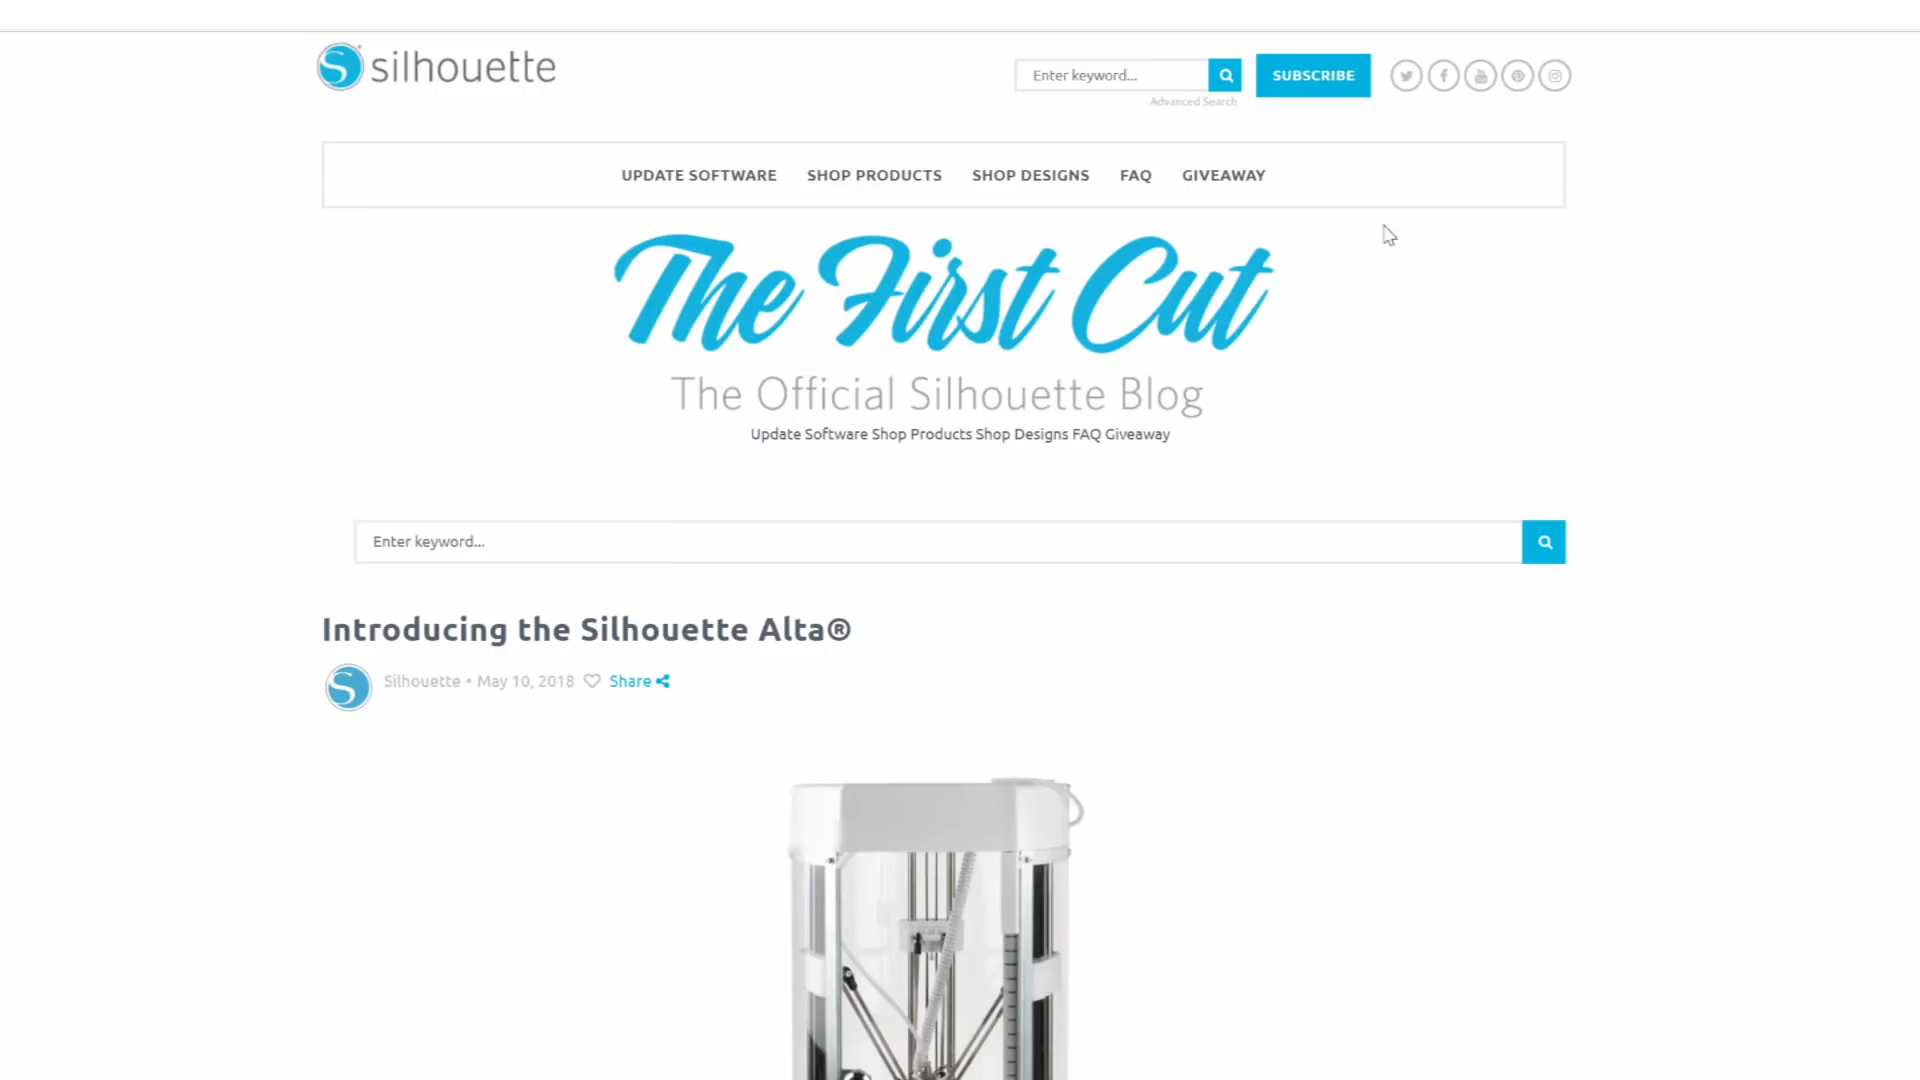 silhouette
Enter keyword...
SUBSCRIBE
Advanced Search
UPDATE SOFTWARE SHOP PRODUCTS SHOP DESIGNS FAQ GIVEAWAY
The First Cut
The Official Silhouette Blog
Update Software Shop Products Shop Designs FAQ Giveaway
Enter keyword...
Introducing the Silhouette Alta®
Silhouette • May 10, 2018 Share